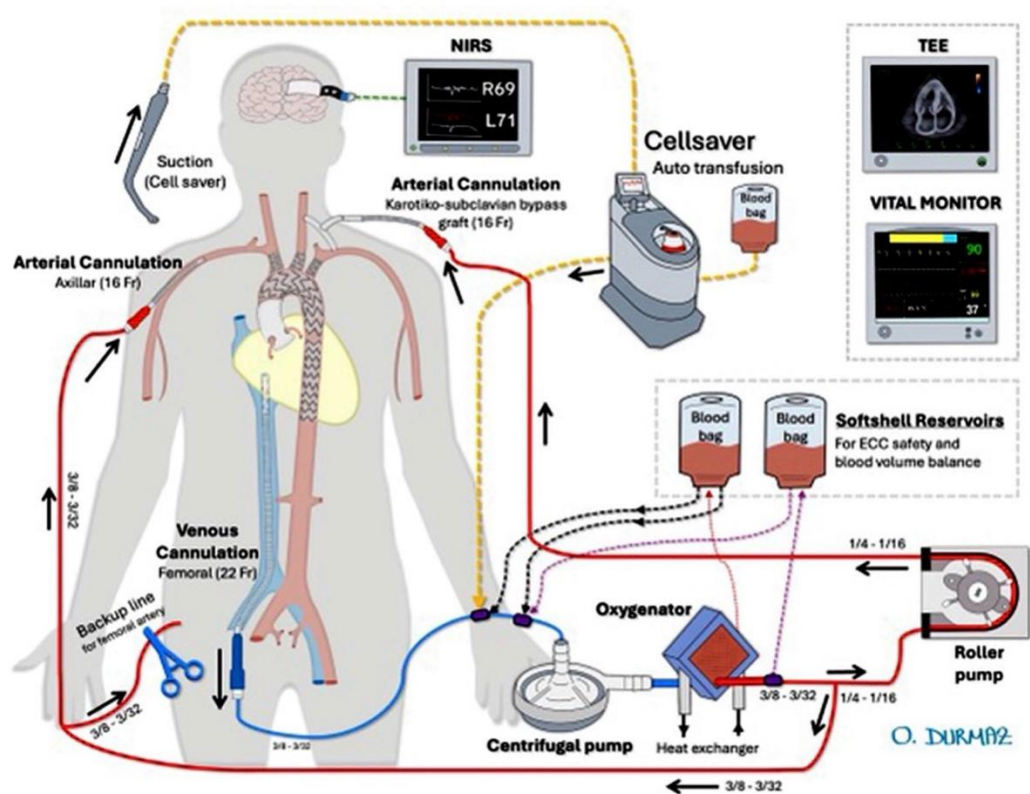 NIRS
R69
L71
TEE
Suction
(Cell saver)
Cellsaver
Auto transfusion
Blood
bag
Arterial Cannulation
Karotiko-subclavian bypass
graft (16 Fr)
VITAL MONITOR
90
37
Arterial Cannulation
Axillar (16 Fr)
Blood
bag
Blood
bag
Softshell Reservoirs
For ECC safety and
blood volume balance
3/8 - 3/32
Venous
Cannulation
Femoral (22 Fr)
1/4 - 1/16
Backup line
for femoral artery
Oxygenator
Roller
pump
3/8 - 3/32
3/8 - 3/32
1/4 - 1/16
3/8 - 3/32
Centrifugal pump
Heat exchanger
O. DURMAZ
3/8 - 3/32